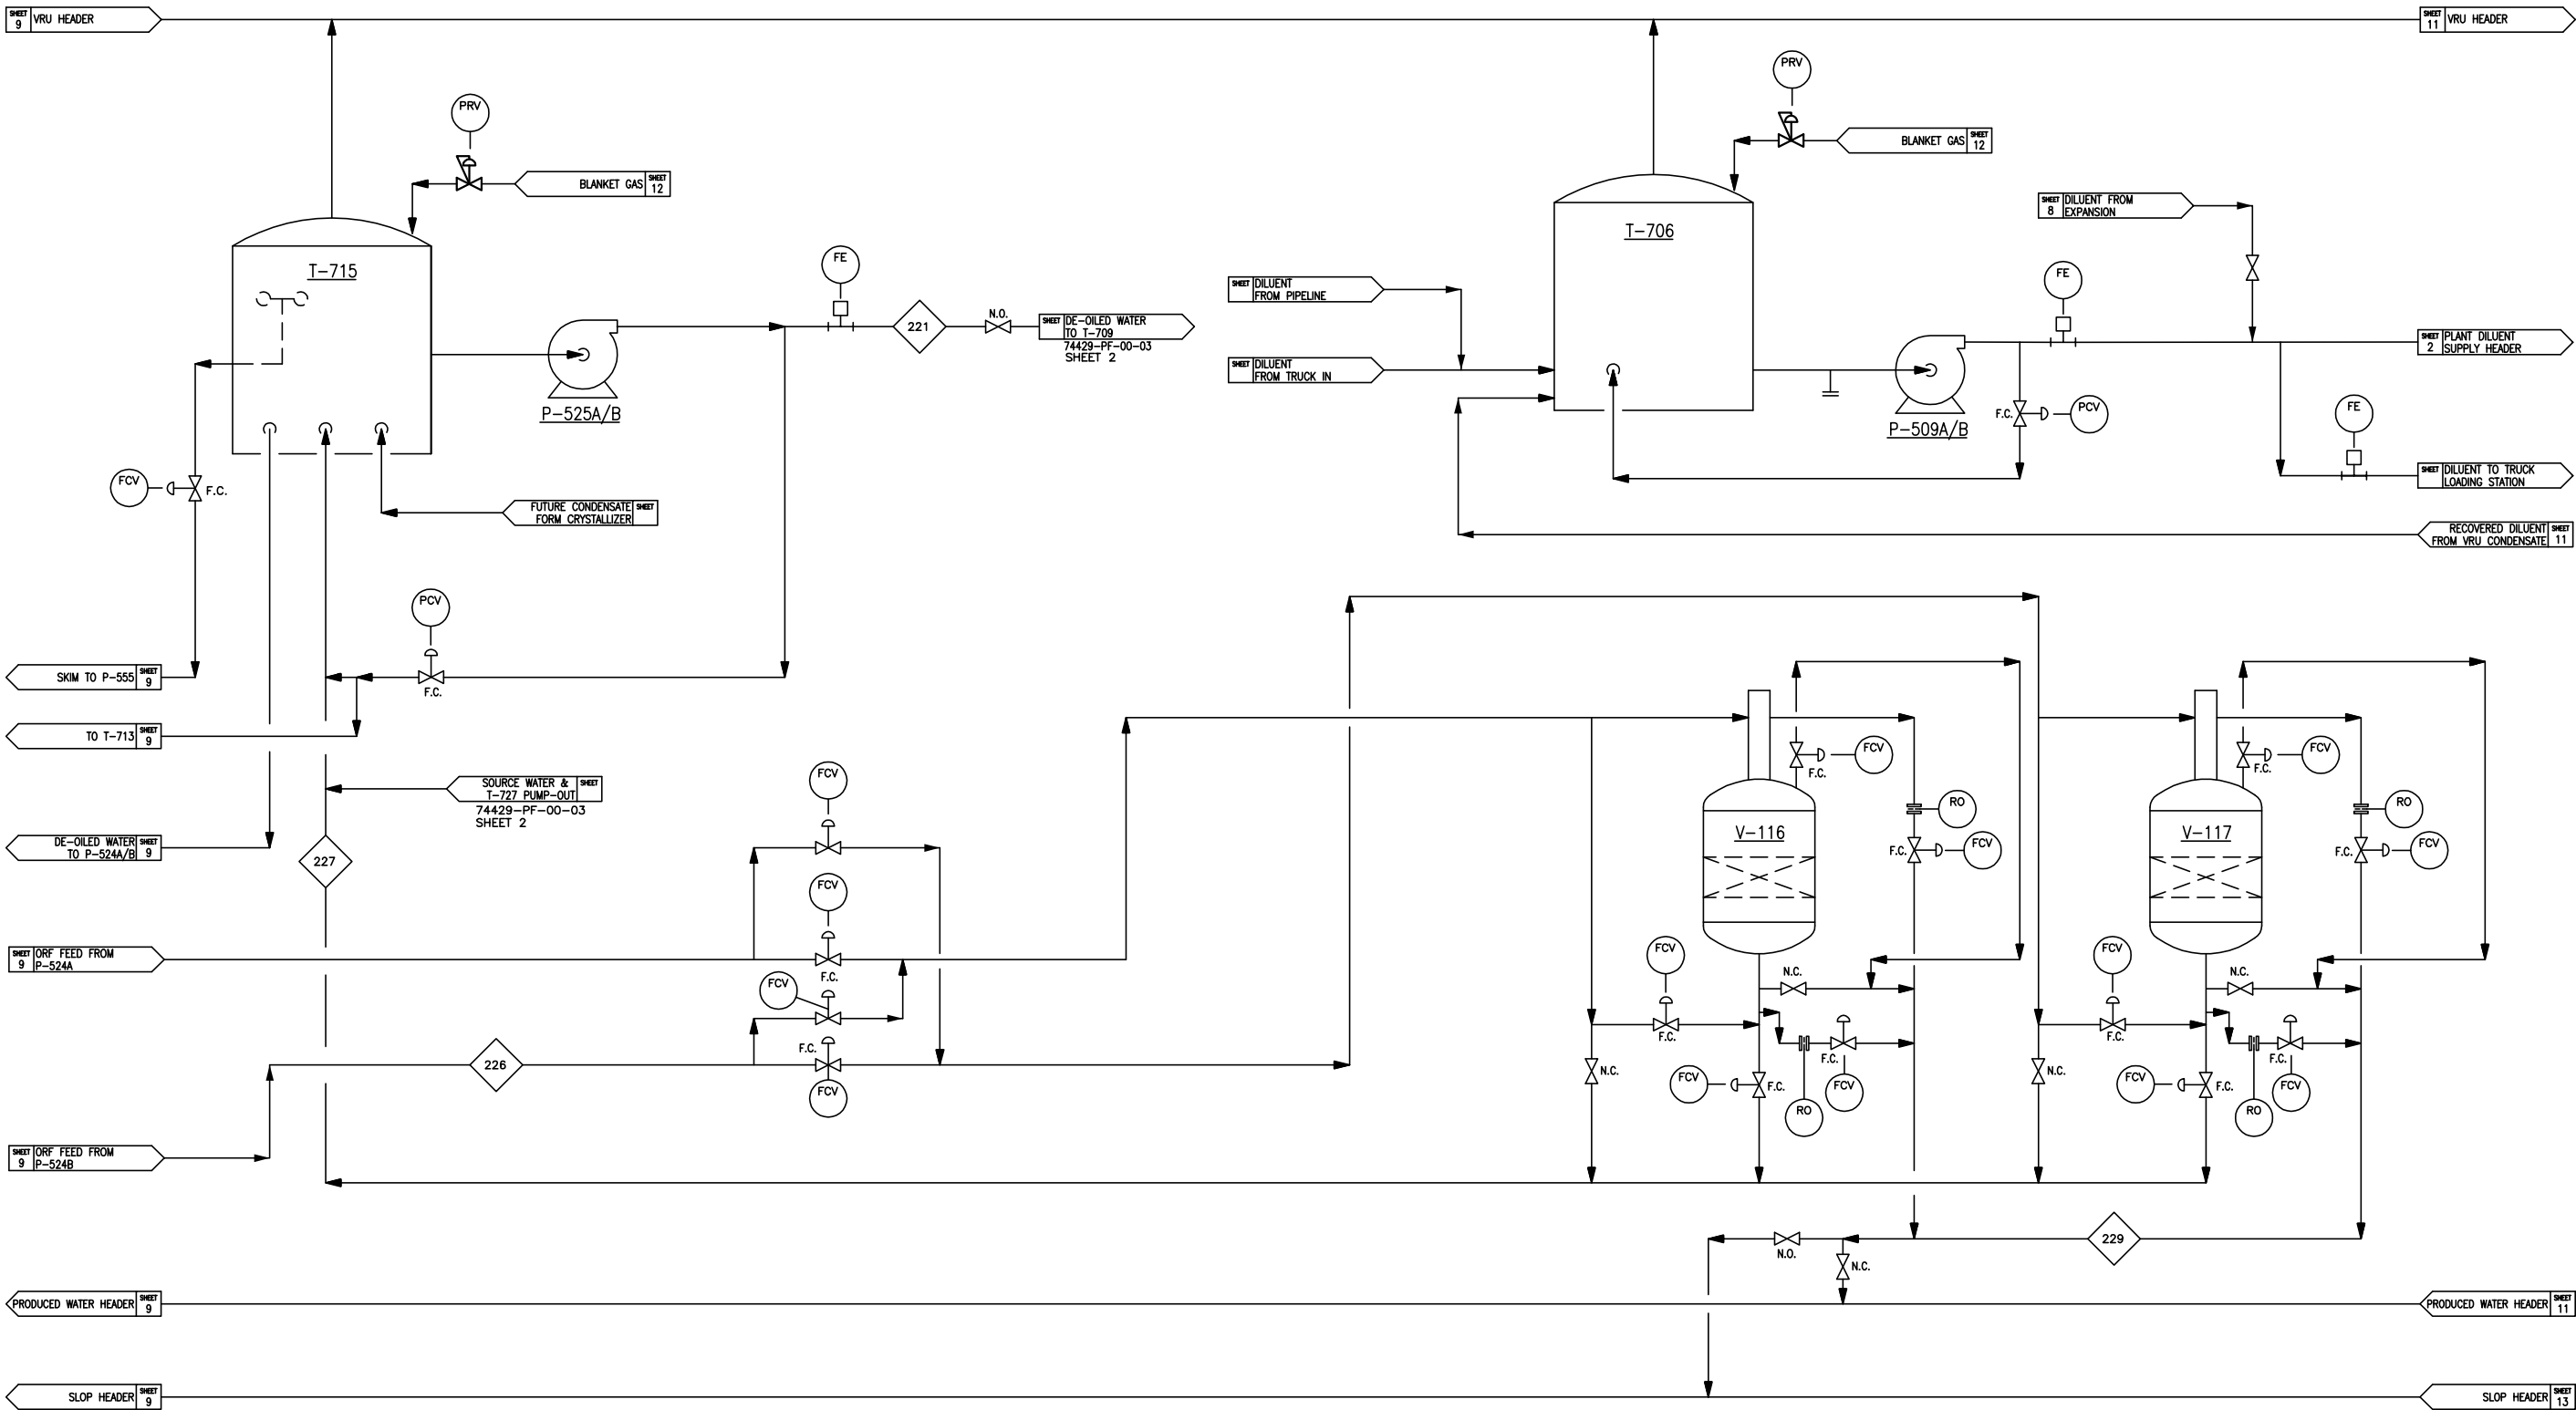 SHEET
9
VRU HEADER
SHEET
11
VRU HEADER
PRV
BLANKET GAS
SHEET
12
PRV
BLANKET GAS
SHEET
12
T-715
FE
221
N.O.
SHEET
DE-OILED WATER
TO T-709
74429-PF-00-03
SHEET 2
P-525A/B
FCV
F.C.
FUTURE CONDENSATE
FORM CRYSTALLIZER
SHEET
T-706
SHEET
DILUENT
FROM PIPELINE
SHEET
DILUENT
FROM TRUCK IN
SHEET
8
DILUENT FROM
EXPANSION
FE
SHEET
2
PLANT DILUENT
SUPPLY HEADER
P-509A/B
F.C.
PCV
FE
SHEET
DILUENT TO TRUCK
LOADING STATION
RECOVERED DILUENT
FROM VRU CONDENSATE
SHEET
11
PCV
F.C.
SKIM TO P-555
SHEET
9
TO T-713
SHEET
9
SOURCE WATER &
T-727 PUMP-OUT
SHEET
74429-PF-00-03
SHEET 2
DE-OILED WATER
TO P-524A/B
SHEET
9
227
FCV
FCV
F.C.
FCV
F.C.
FCV
SHEET
9
ORF FEED FROM
P-524A
226
SHEET
9
ORF FEED FROM
P-524B
FCV
F.C.
RO
V-116
F.C.
FCV
FCV
F.C.
N.C.
N.C.
FCV
F.C.
F.C.
FCV
RO
FCV
F.C.
RO
V-117
F.C.
FCV
FCV
F.C.
N.C.
N.C.
FCV
F.C.
F.C.
FCV
RO
229
N.O.
N.C.
PRODUCED WATER HEADER
SHEET
9
PRODUCED WATER HEADER
SHEET
11
SLOP HEADER
SHEET
9
SLOP HEADER
SHEET
13